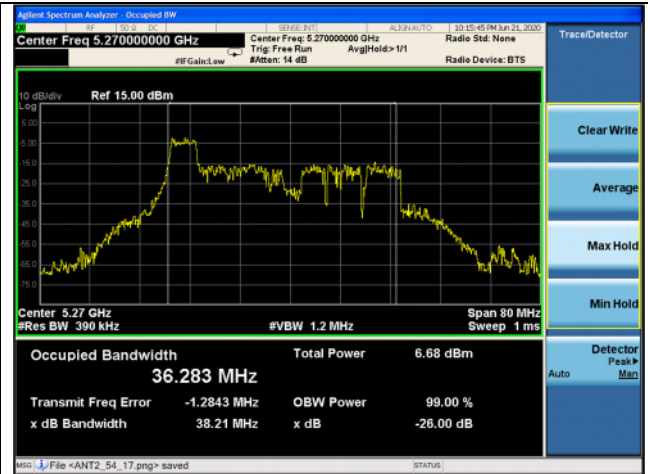 Agilent Spectrum Analyzer - Occupied BW
RF 50 Ω DC SENSE:INT ALIGN AUTO 10:15:45 PM Jun 21, 2020
Center Freq 5.270000000 GHz
Center Freq: 5.270000000 GHz
Radio Std: None
Trig: Free Run Avg|Hold:>1/1
#IFGain:Low #Atten: 14 dB Radio Device: BTS
10 dB/div Ref 15.00 dBm
Log
5.00
-5.00
-15.0
-25.0
-35.0
-45.0
-55.0
-65.0
-75.0
Center 5.27 GHz Span 80 MHz
#Res BW 390 kHz #VBW 1.2 MHz Sweep 1 ms
Occupied Bandwidth Total Power 6.68 dBm
36.283 MHz
Transmit Freq Error -1.2843 MHz OBW Power 99.00 %
x dB Bandwidth 38.21 MHz x dB -26.00 dB
MSG File <ANT2_54_17.png> saved STATUS
Trace/Detector
Clear Write
Average
Max Hold
Min Hold
Detector
Peak▶
Auto Man